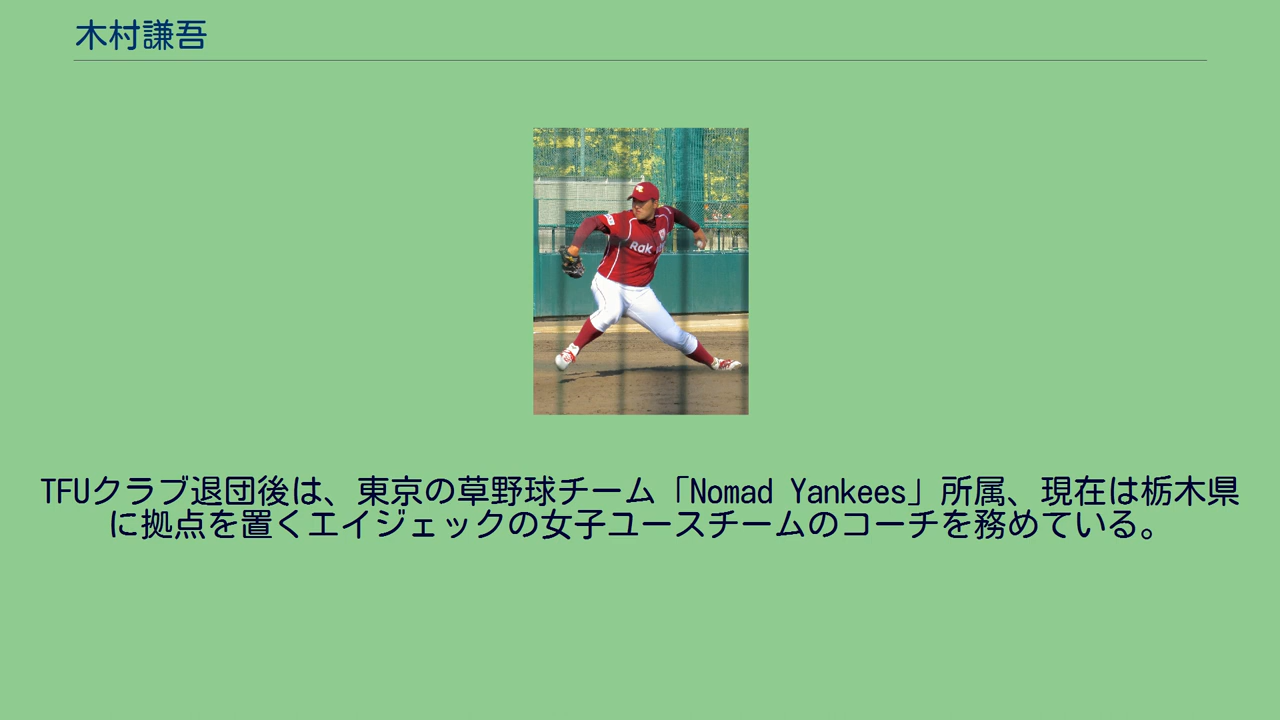 木村謙吾
Rak
TFUクラブ退団後は、東京の草野球チーム「Nomad Yankees」所属、現在は栃木県
に拠点を置くエイジェックの女子ユースチームのコーチを務めている。